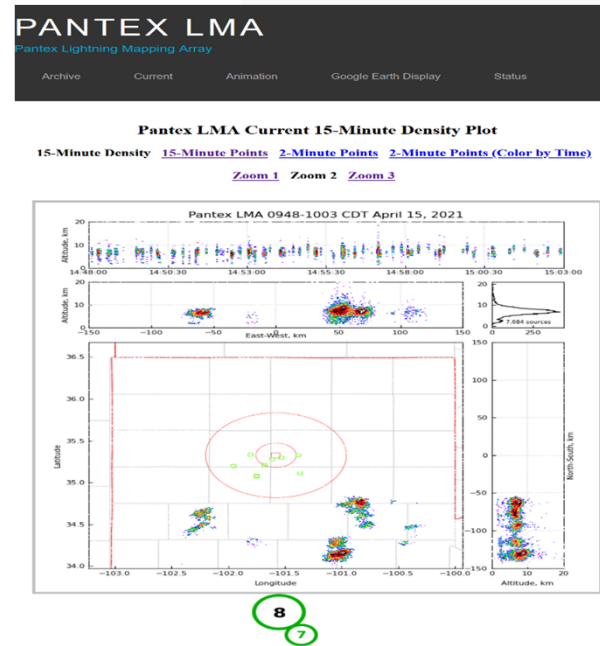 PANTEX LMA
Pantex Lightning Mapping Array
Archive Current Animation Google Earth Display Status
Pantex LMA Current 15-Minute Density Plot
15-Minute Density 15-Minute Points 2-Minute Points 2-Minute Points (Color by Time)
Zoom 1 Zoom 2 Zoom 3
Pantex LMA 0948-1003 CDT April 15, 2021
Altitude, km
20
10
0
14:48:00 14:50:30 14:53:00 14:55:30 14:58:00 15:00:30 15:03:00
Altitude, km
20
10
0
−150 −100 −50 0 50 100 150
East-West, km
20
10
0
7,684 sources
0 250
Latitude
36.5
36.0
35.5
35.0
34.5
34.0
−103.0 −102.5 −102.0 −101.5 −101.0 −100.5 −100.0
Longitude
150
100
50
0
−50
−100
−150
North-South, km
0 10 20
Altitude, km
8
7